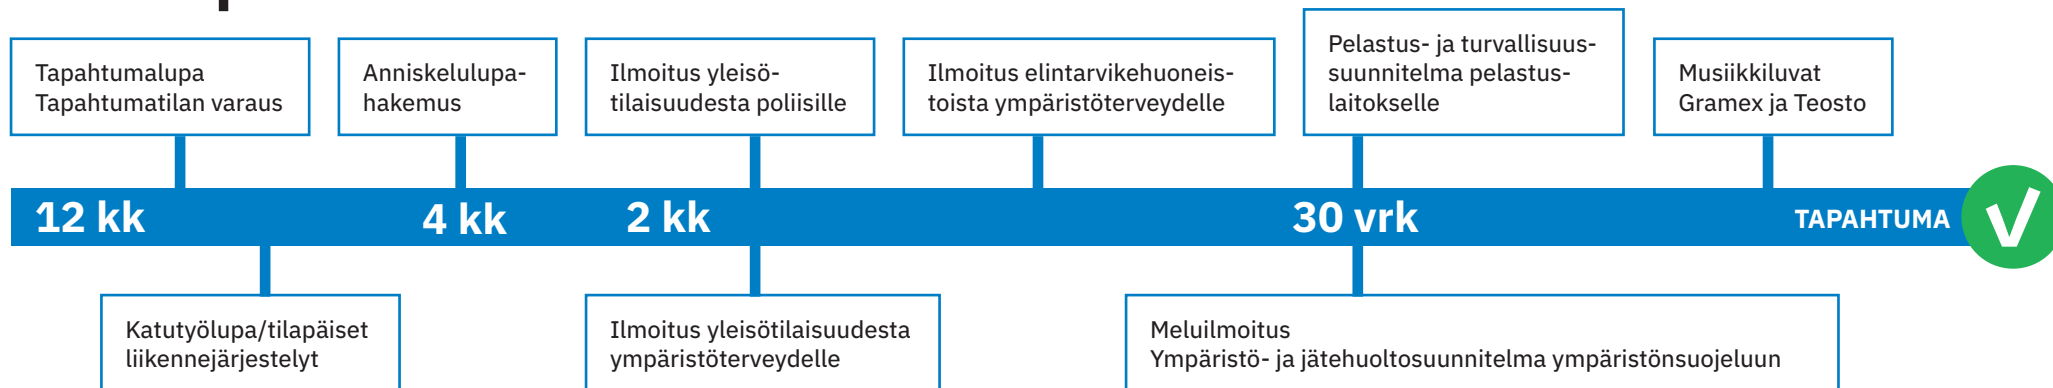 Tapahtumalupa
Tapahtumatilan varaus
Anniskelulupa-
hakemus
Ilmoitus yleisö-
tilaisuudesta poliisille
Ilmoitus elintarvikehuoneis-
toista ympäristöterveydelle
Pelastus- ja turvallisuus-
suunnitelma pelastus-
laitokselle
Musiikkiluvat
Gramex ja Teosto
12 kk
4 kk
2 kk
30 vrk
TAPAHTUMA
Katutyölupa/tilapäiset
liikennejärjestelyt
Ilmoitus yleisötilaisuudesta
ympäristöterveydelle
Meluilmoitus
Ympäristö- ja jätehuoltosuunnitelma ympäristönsuojeluun